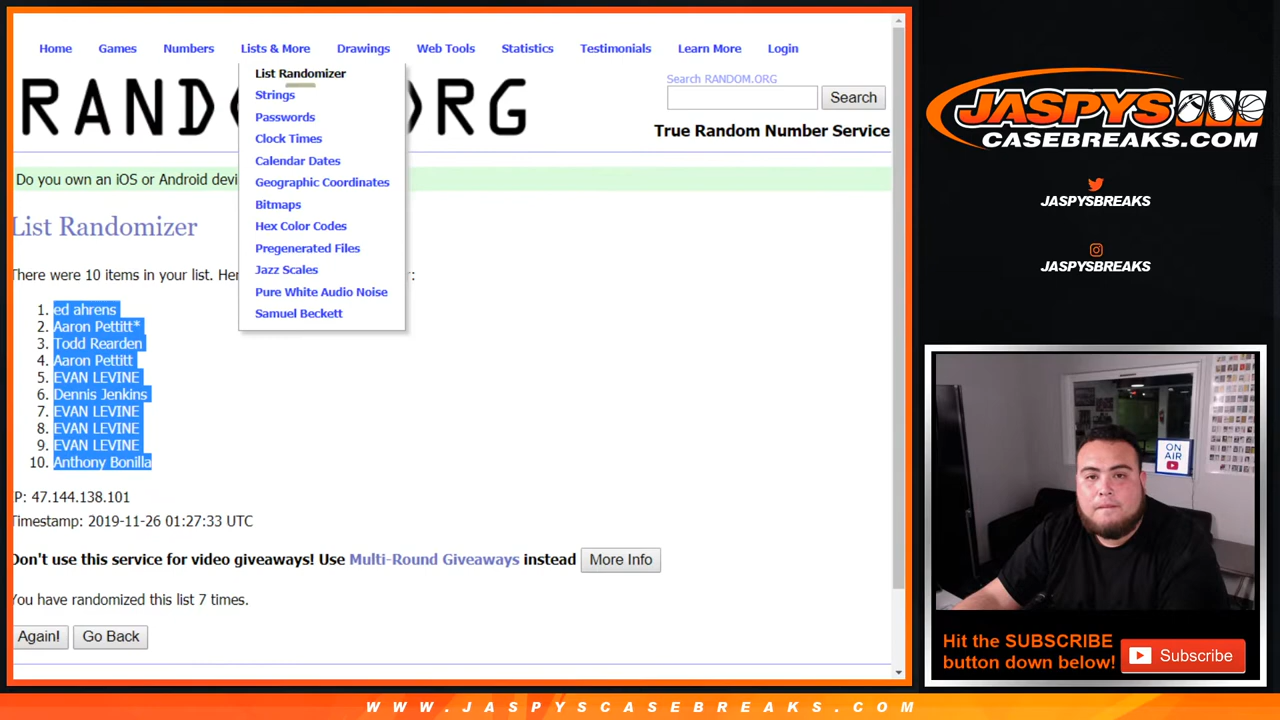 Home Games Numbers Lists & More Drawings Web Tools Statistics Testimonials Learn More Login
List Randomizer
Strings
Passwords
Clock Times
Calendar Dates
Geographic Coordinates
Bitmaps
Hex Color Codes
Pregenerated Files
Jazz Scales
Pure White Audio Noise
Samuel Beckett
Search RANDOM.ORG
Search
True Random Number Service
Do you own an iOS or Android devi
List Randomizer
There were 10 items in your list. Her
1. ed ahrens
2. Aaron Pettitt*
3. Todd Rearden
4. Aaron Pettitt
5. EVAN LEVINE
6. Dennis Jenkins
7. EVAN LEVINE
8. EVAN LEVINE
9. EVAN LEVINE
10. Anthony Bonilla
IP: 47.144.138.101
Timestamp: 2019-11-26 01:27:33 UTC
Don't use this service for video giveaways! Use Multi-Round Giveaways instead More Info
You have randomized this list 7 times.
Again! Go Back
JASPYS
CASEBREAKS.COM
JASPYSBREAKS
JASPYSBREAKS
ON
AIR
Hit the SUBSCRIBE
button down below!
Subscribe
WWW.JASPYSCASEBREAKS.COM